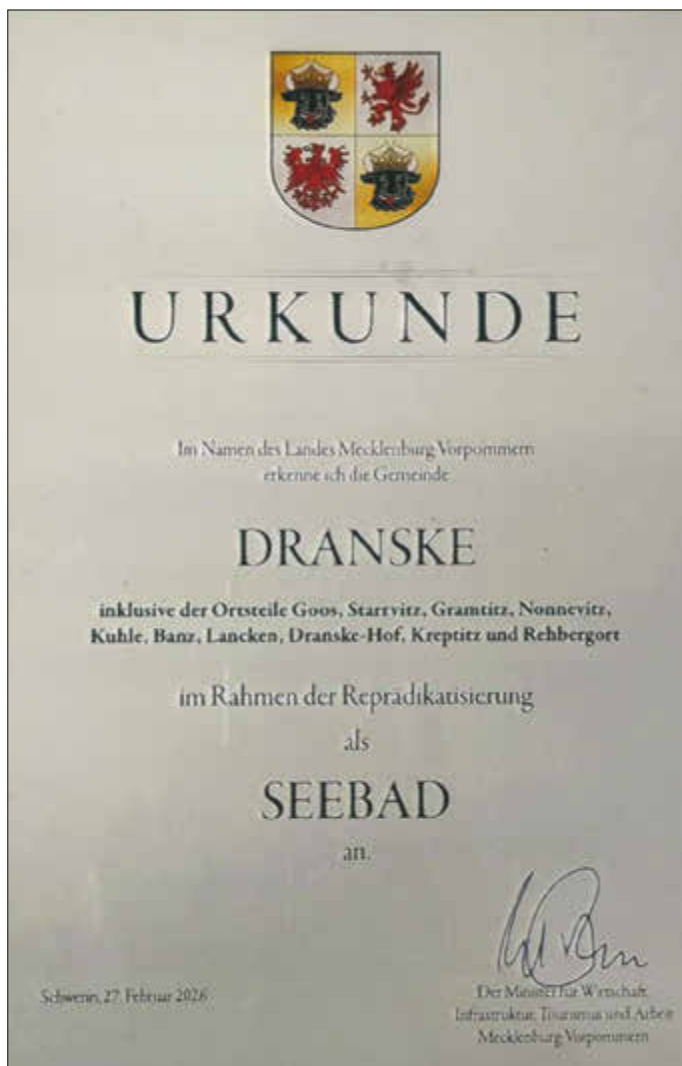 URKUNDE
Im Namen des Landes Mecklenburg-Vorpommern
erkenne ich die Gemeinde
DRANSKE
inklusive der Ortsteile Goos, Starrvitz, Gramtitz, Nonnevitz,
Kuhle, Banz, Lancken, Dranske-Hof, Kreptitz und Rehbergort
im Rahmen der Reprädikatisierung
als
SEEBAD
an.
Schwerin, 27. Februar 2026
Der Minister für Wirtschaft,
Infrastruktur, Tourismus und Arbeit
Mecklenburg-Vorpommern